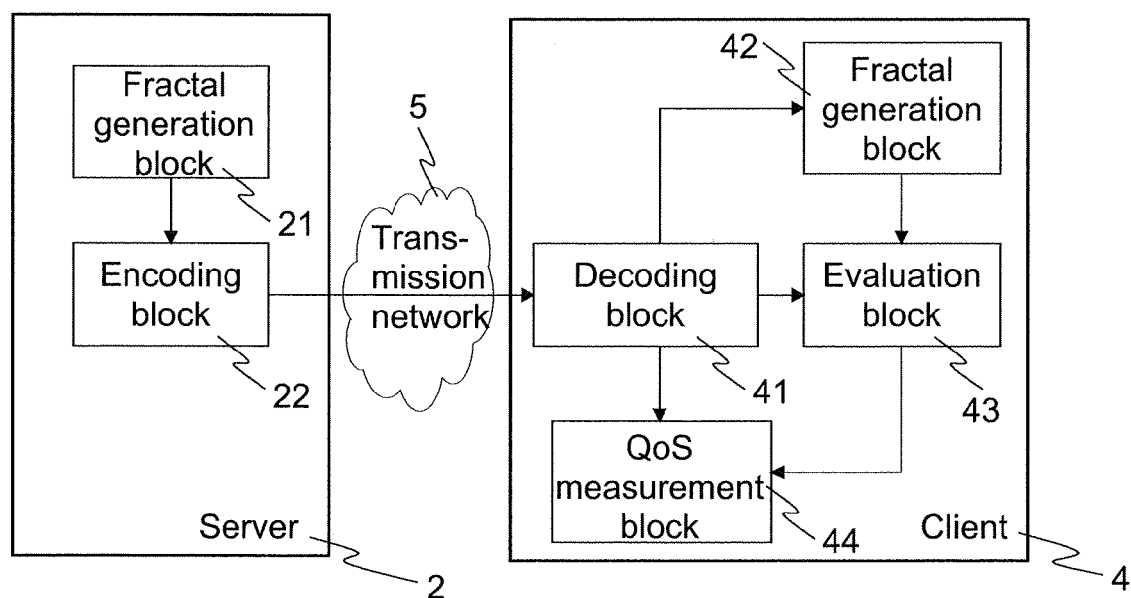 Fractal
generation
block
21
Encoding
block
22
Server
2
5
Trans-
mission
network
42
Fractal
generation
block
Decoding
block
41
Evaluation
block
43
QoS
measurement
block
44
Client
4